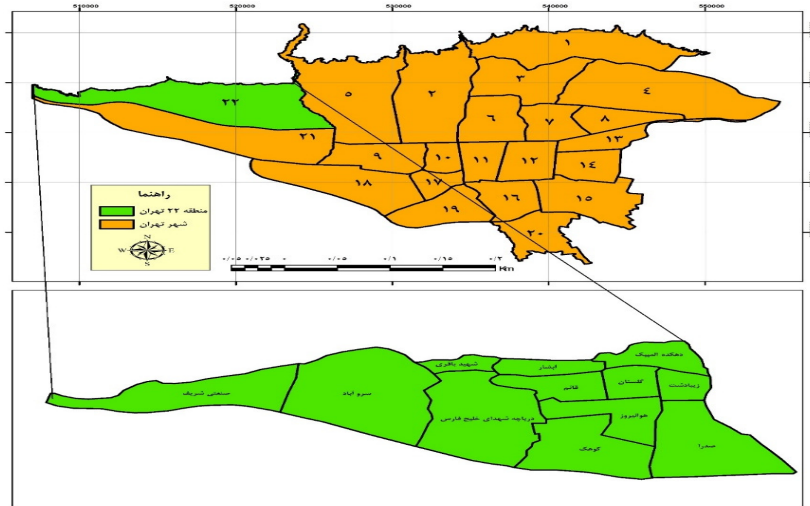 510000 520000 530000 540000 550000
۱
۳
۵
۲
۴
۲۲
۶
۷
۸
۲۱
۱۳
۹
۱۰
۱۱
۱۲
۱۴
۱۸
۱۷
۱۶
۱۵
۱۹
۲۰
راهنما
منطقه ۲۲ تهران
شهر تهران
N
W E
S
Km
دهکده المپیک
شهید باقری
ایثار
زیبادشت
گلستان
قائم
صنعتی شریف
سرو آباد
دریاچه شهدای خلیج فارس
هوانیروز
صدرا
کوهک